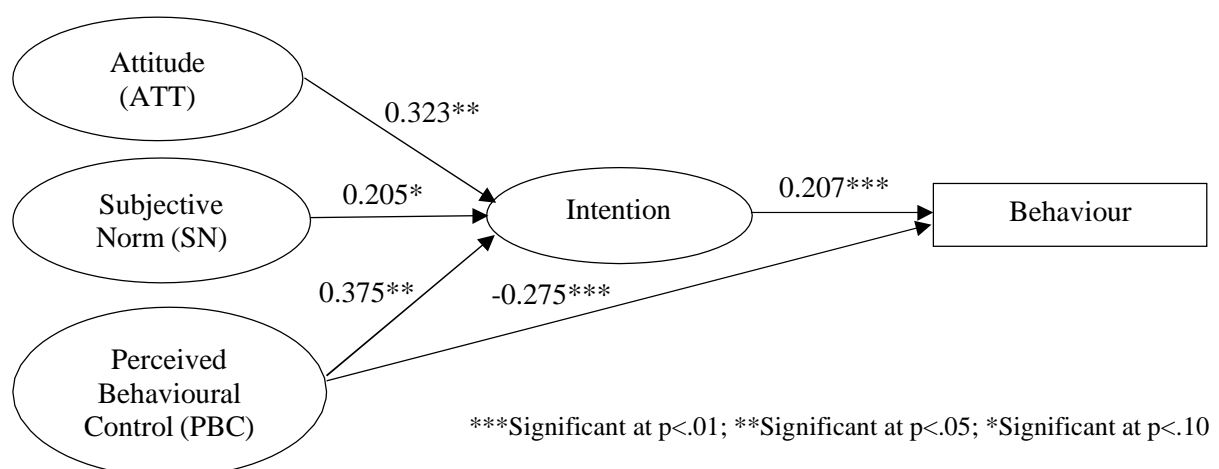 Attitude
(ATT)
0.323**
Subjective
Norm (SN)
0.205*
Intention
0.207***
Behaviour
0.375**
-0.275***
Perceived
Behavioural
Control (PBC)
***Significant at p<.01; **Significant at p<.05; *Significant at p<.10